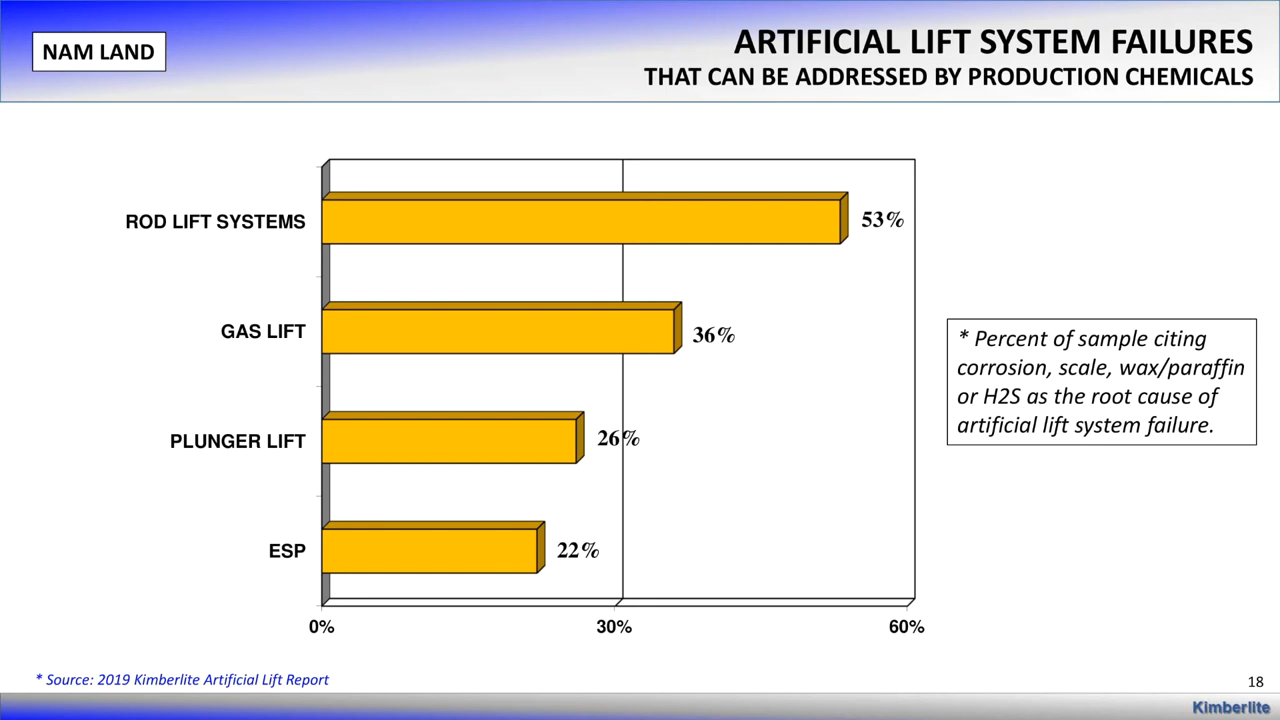 NAM LAND
ARTIFICIAL LIFT SYSTEM FAILURES
THAT CAN BE ADDRESSED BY PRODUCTION CHEMICALS
ROD LIFT SYSTEMS
53%
GAS LIFT
36%
PLUNGER LIFT
26%
ESP
22%
0%
30%
60%
* Percent of sample citing
corrosion, scale, wax/paraffin
or H2S as the root cause of
artificial lift system failure.
* Source: 2019 Kimberlite Artificial Lift Report
18
Kimberlite